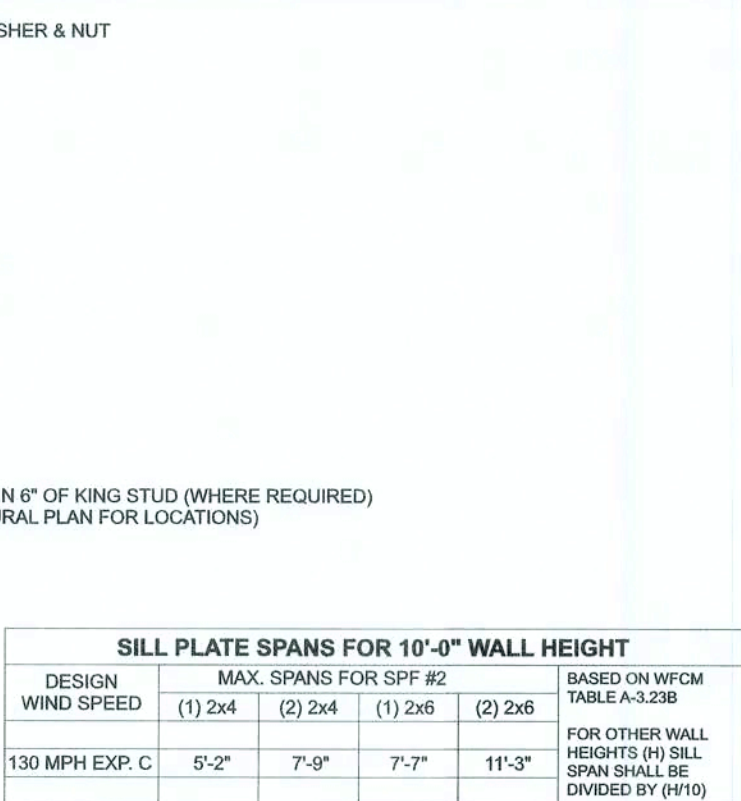 SHER & NUT
N 6" OF KING STUD (WHERE REQUIRED)
RAL PLAN FOR LOCATIONS)
SILL PLATE SPANS FOR 10'-0" WALL HEIGHT
DESIGN WIND SPEED
MAX. SPANS FOR SPF #2
(1) 2x4
(2) 2x4
(1) 2x6
(2) 2x6
130 MPH EXP. C
5'-2"
7'-9"
7'-7"
11'-3"
BASED ON WFCM
TABLE A-3.23B
FOR OTHER WALL
HEIGHTS (H) SILL
SPAN SHALL BE
DIVIDED BY (H/10)